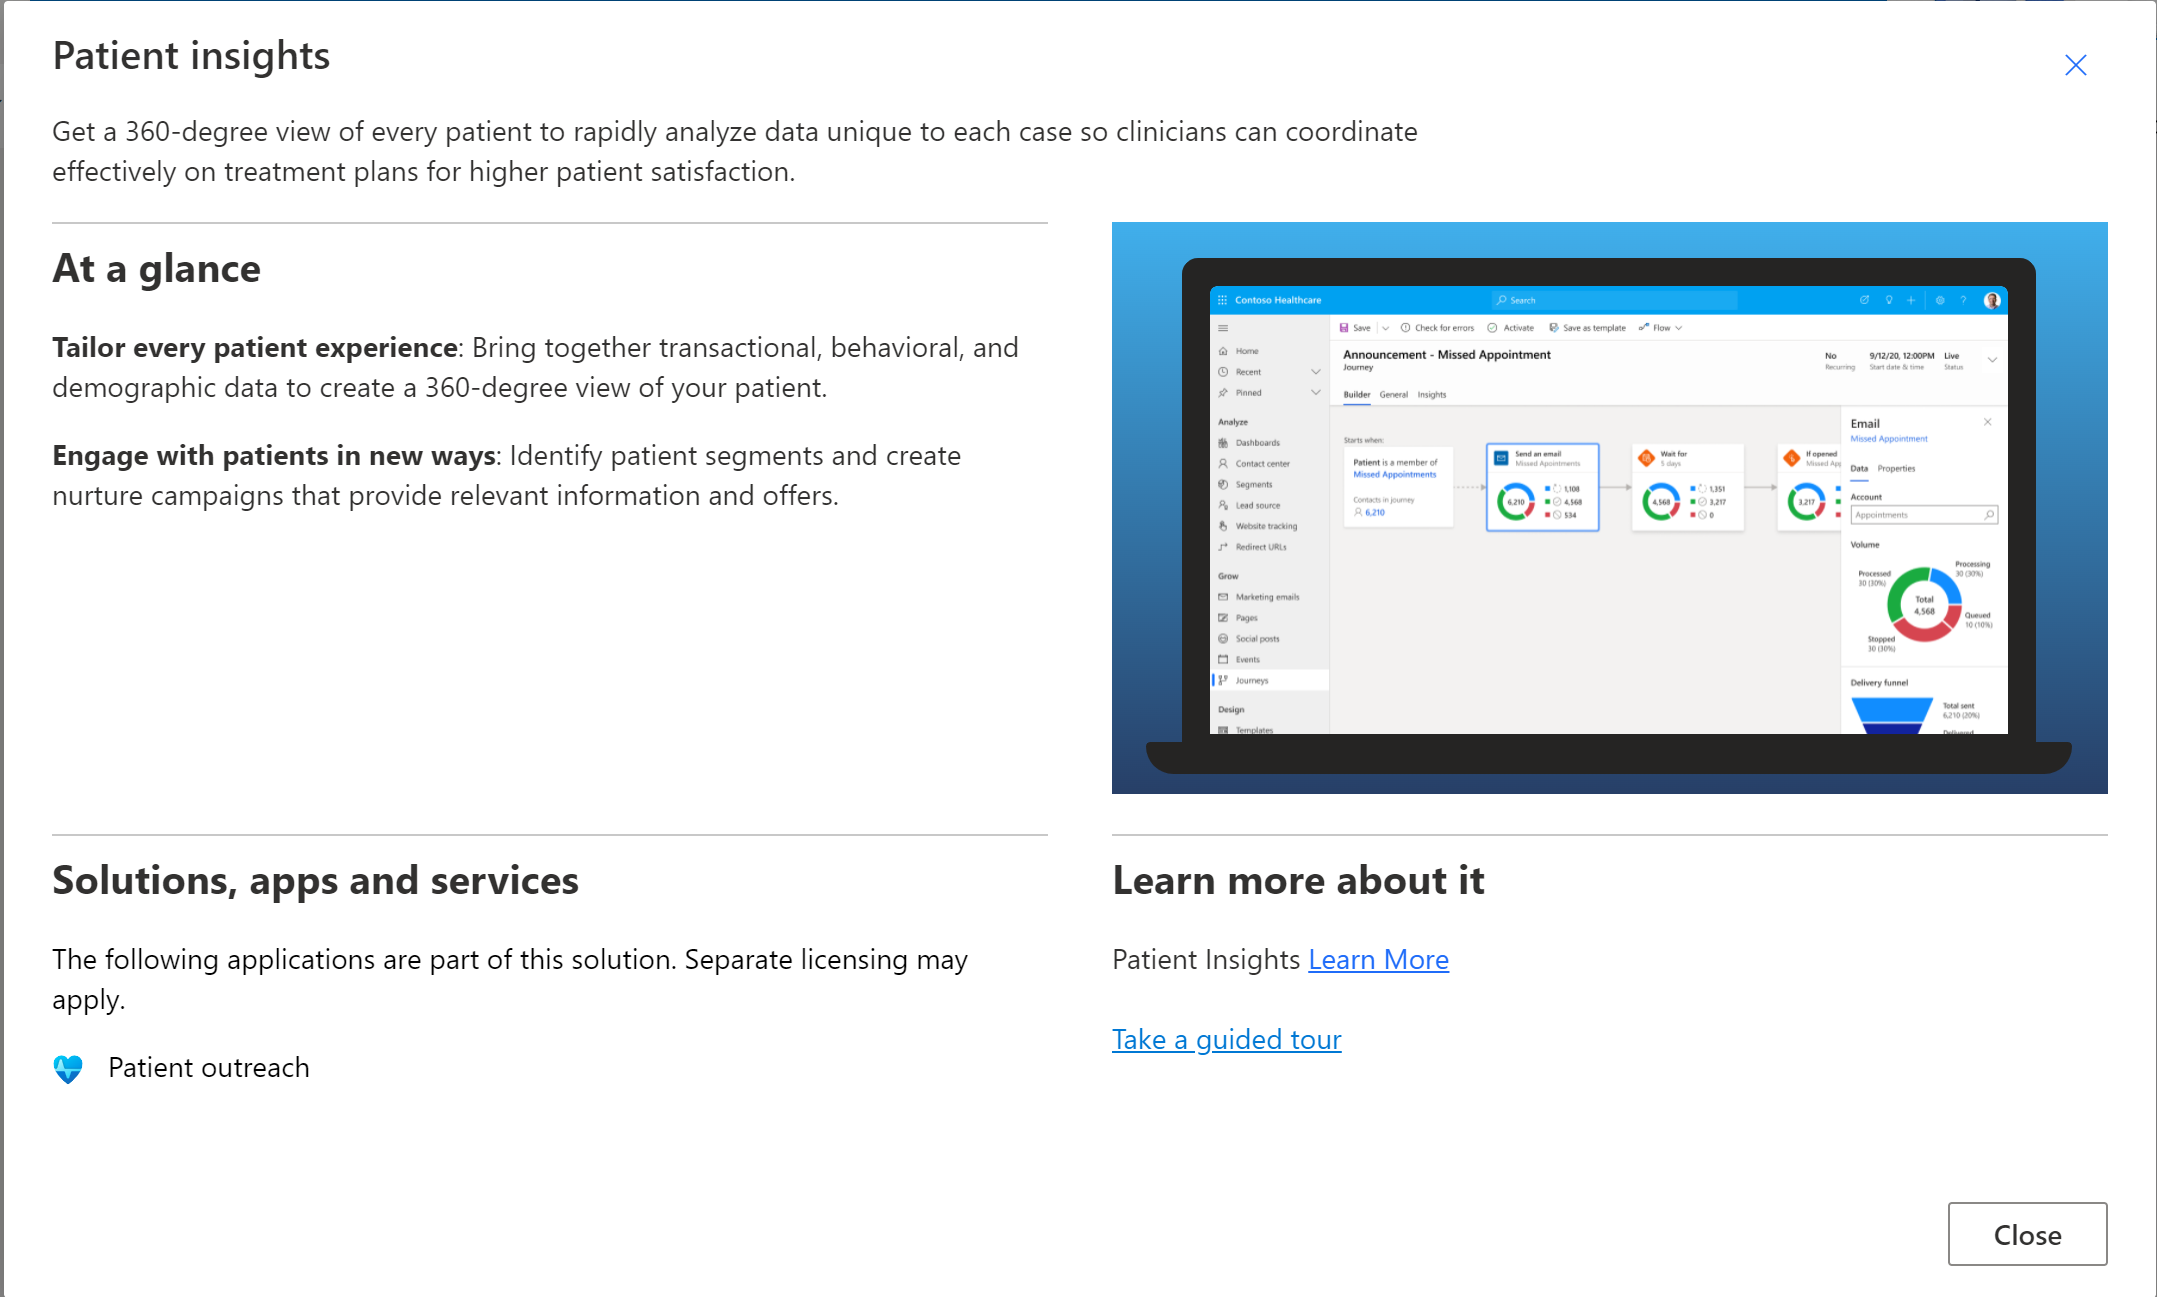 Patient insights
Get a 360-degree view of every patient to rapidly analyze data unique to each case so clinicians can coordinate
effectively on treatment plans for higher patient satisfaction.
At a glance
Tailor every patient experience: Bring together transactional, behavioral, and
demographic data to create a 360-degree view of your patient.
Engage with patients in new ways: Identify patient segments and create
nurture campaigns that provide relevant information and offers.
Contoso Healthcare
Search
Save
Check for errors
Activate
Save as template
Flow
Home
Recent
Pinned
Analyze
Dashboards
Contact center
Segments
Lead source
Website tracking
Redirect URLs
Grow
Marketing emails
Pages
Social posts
Events
Journeys
Design
Templates
Announcement - Missed Appointment
Journey
No
Recurring
9/12/20, 12:00PM
Start date & time
Live
Status
Builder General Insights
Starts when:
Patient is a member of
Missed Appointments
Contacts in journey
6,210
Send an email
Missed Apointments
6,210
1,108
4,568
534
Wait for
5 days
4,568
1,351
3,217
0
If opened
Missed App
3,217
Email
Missed Appointment
Data Properties
Account
Appointments
Volume
Processed
30 (30%)
Processing
30 (30%)
Total
4,568
Queued
10 (10%)
Stopped
30 (30%)
Delivery funnel
Total sent
6,210 (20%)
Delivered
Solutions, apps and services
The following applications are part of this solution. Separate licensing may
apply.
Patient outreach
Learn more about it
Patient Insights Learn More
Take a guided tour
Close